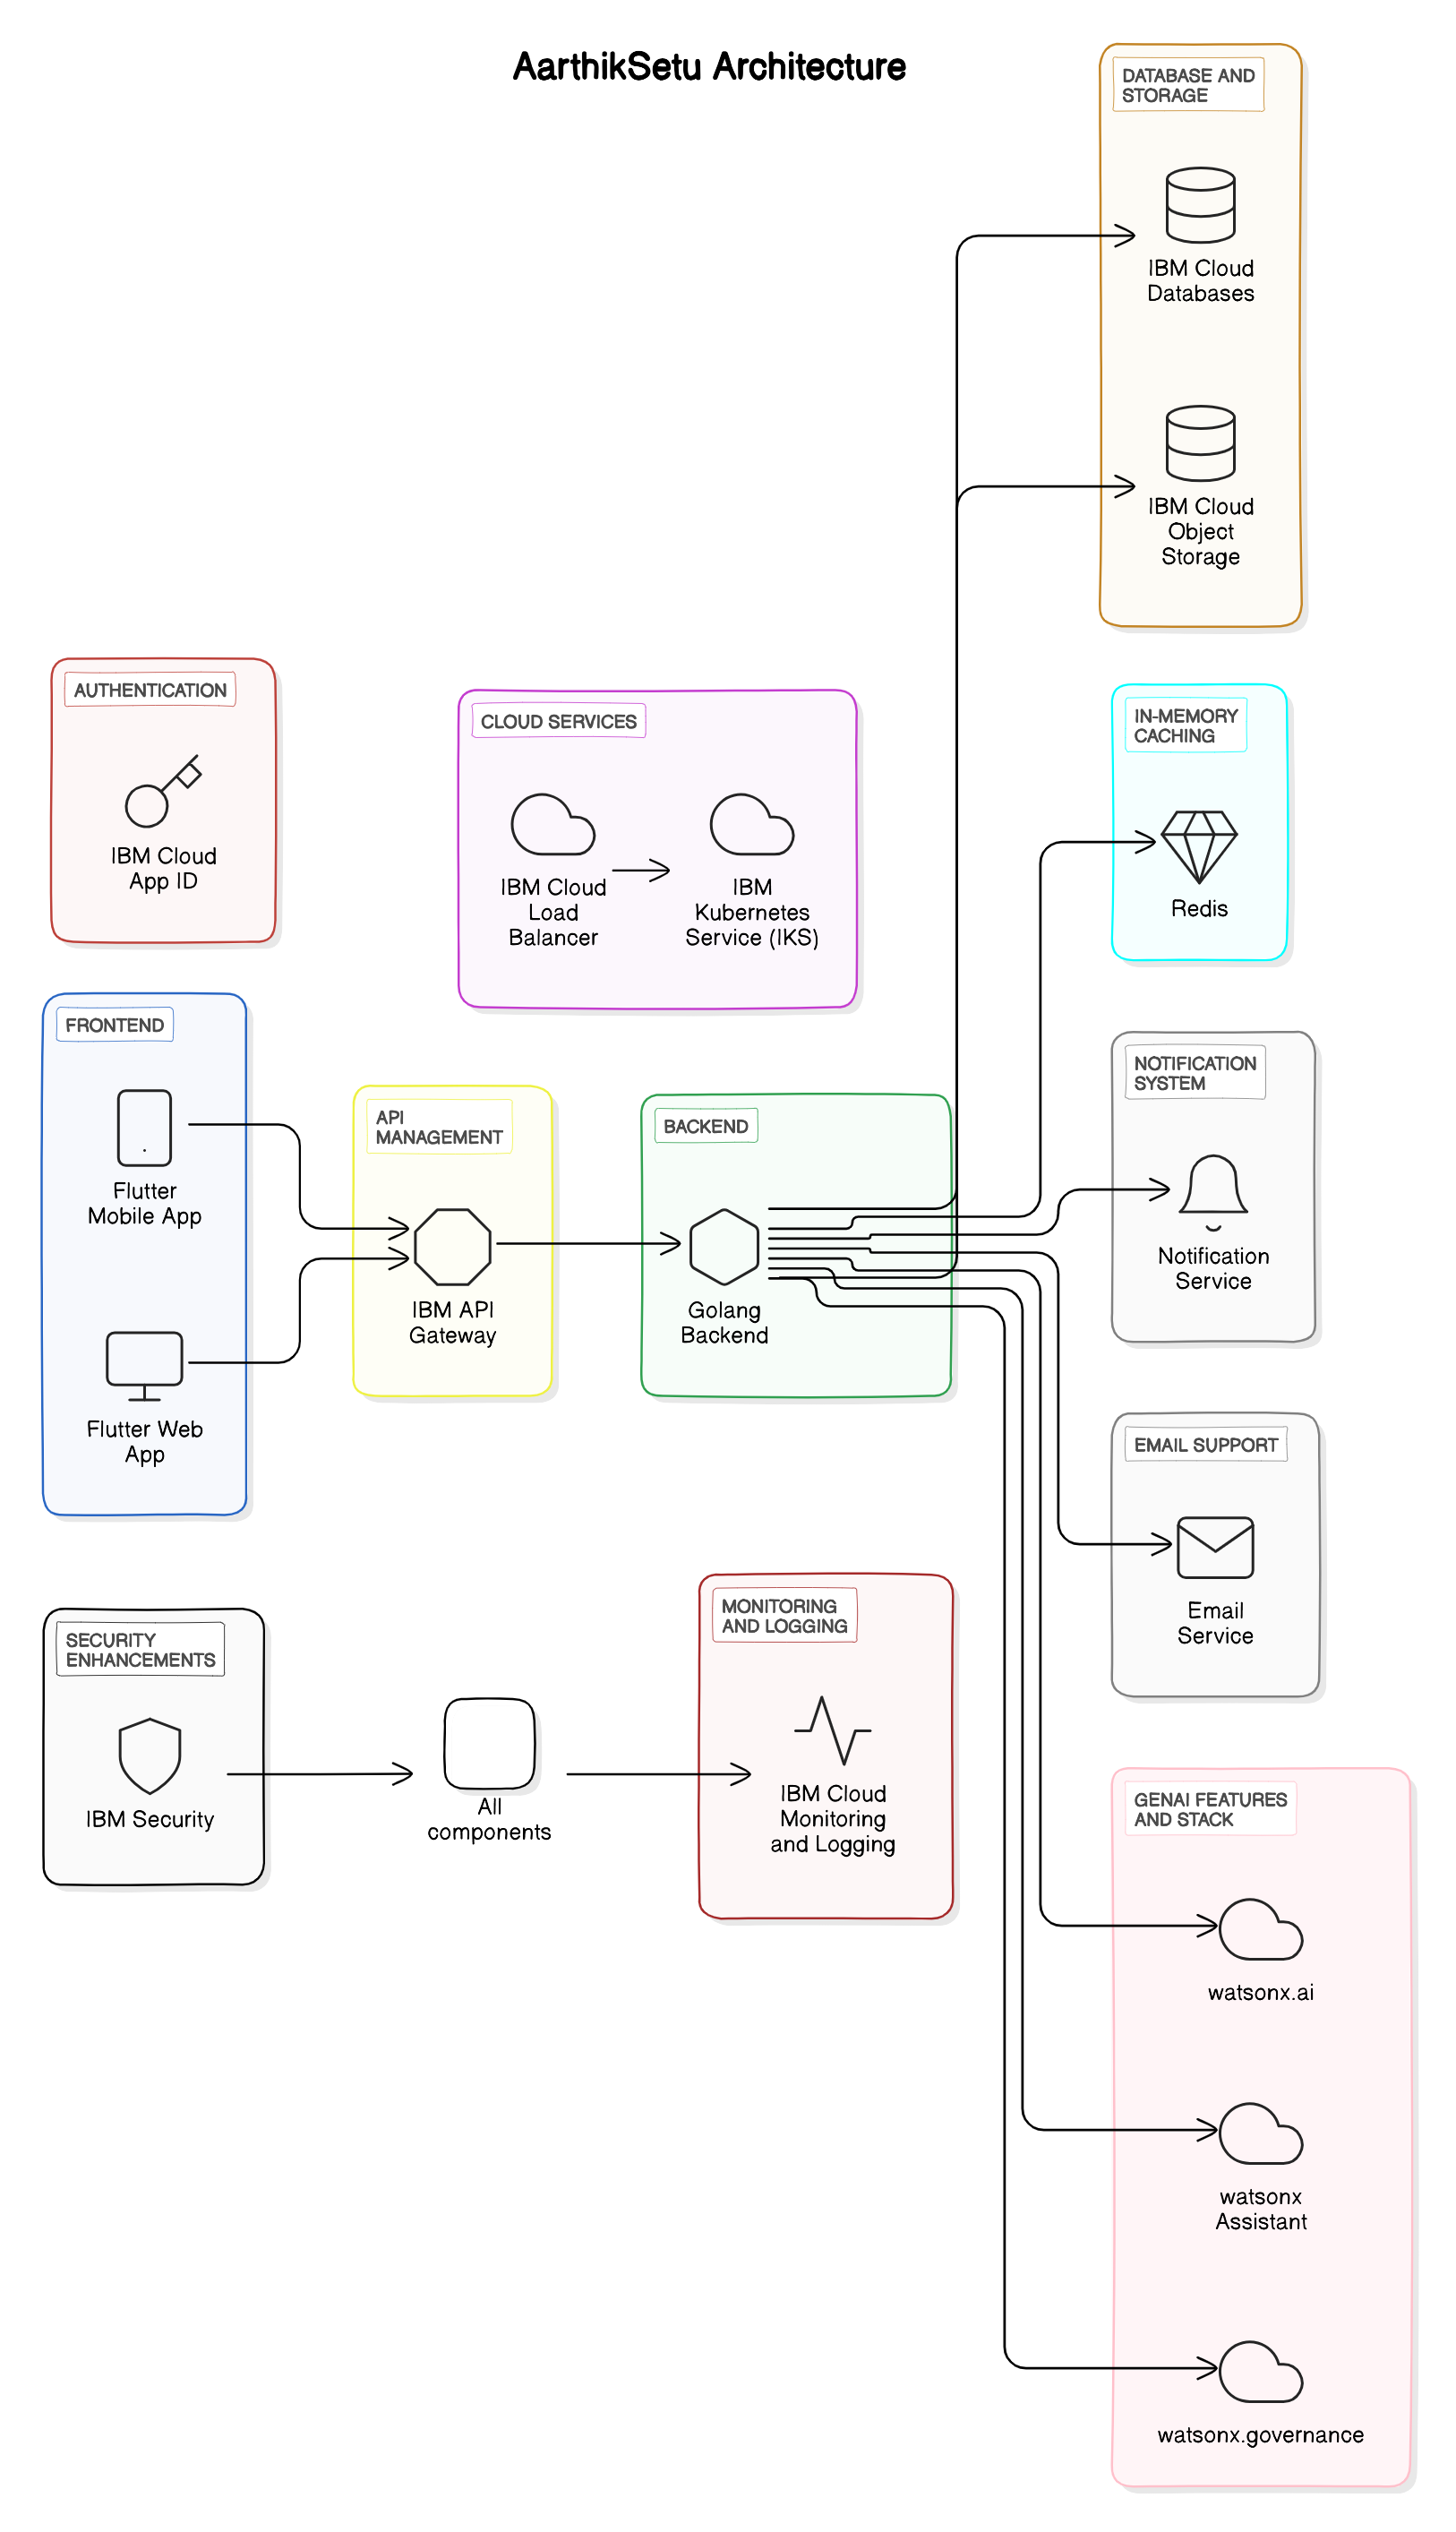 AarthikSetu Architecture
DATABASE AND
STORAGE
IBM Cloud
Databases
IBM Cloud
Object
Storage
AUTHENTICATION
IBM Cloud
App ID
CLOUD SERVICES
IBM Cloud
Load
Balancer
IBM
Kubernetes
Service (IKS)
IN-MEMORY
CACHING
Redis
FRONTEND
Flutter
Mobile App
Flutter Web
App
API
MANAGEMENT
IBM API
Gateway
BACKEND
Golang
Backend
NOTIFICATION
SYSTEM
Notification
Service
EMAIL SUPPORT
Email
Service
SECURITY
ENHANCEMENTS
IBM Security
All
components
MONITORING
AND LOGGING
IBM Cloud
Monitoring
and Logging
GENAI FEATURES
AND STACK
watsonx.ai
watsonx
Assistant
watsonx.governance